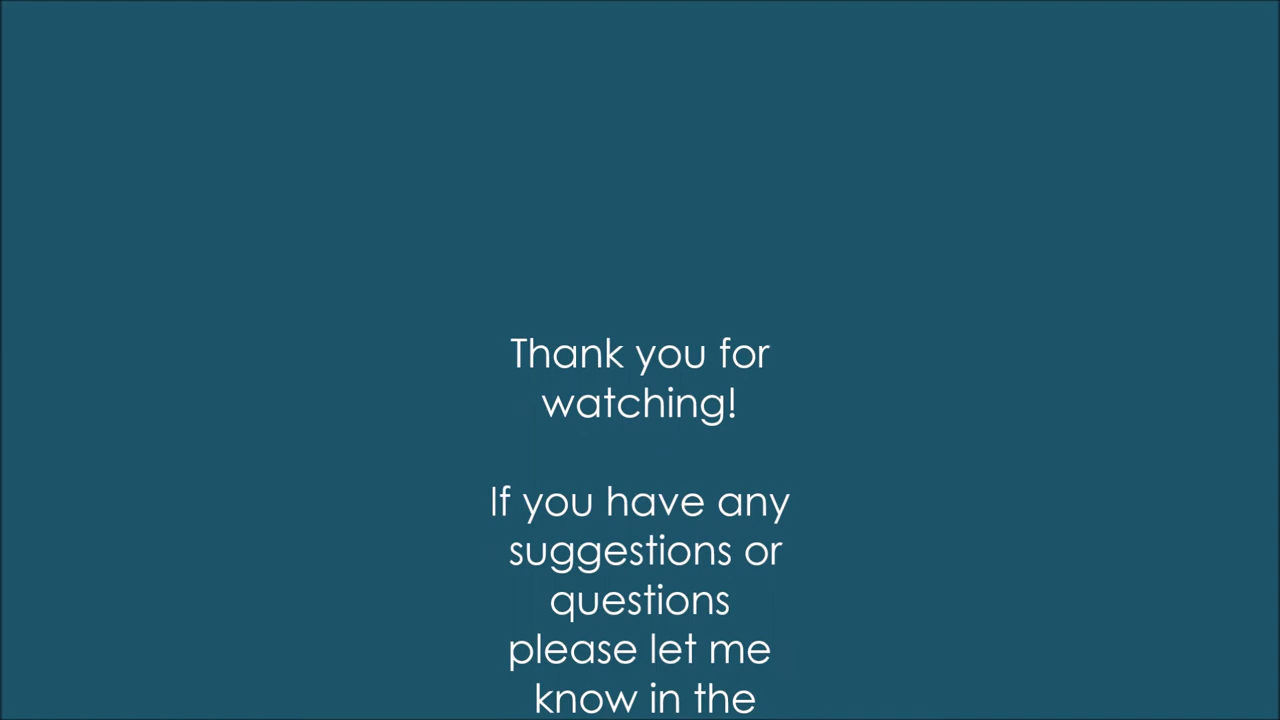 Thank you for
watching!
If you have any
suggestions or
questions
please let me
know in the